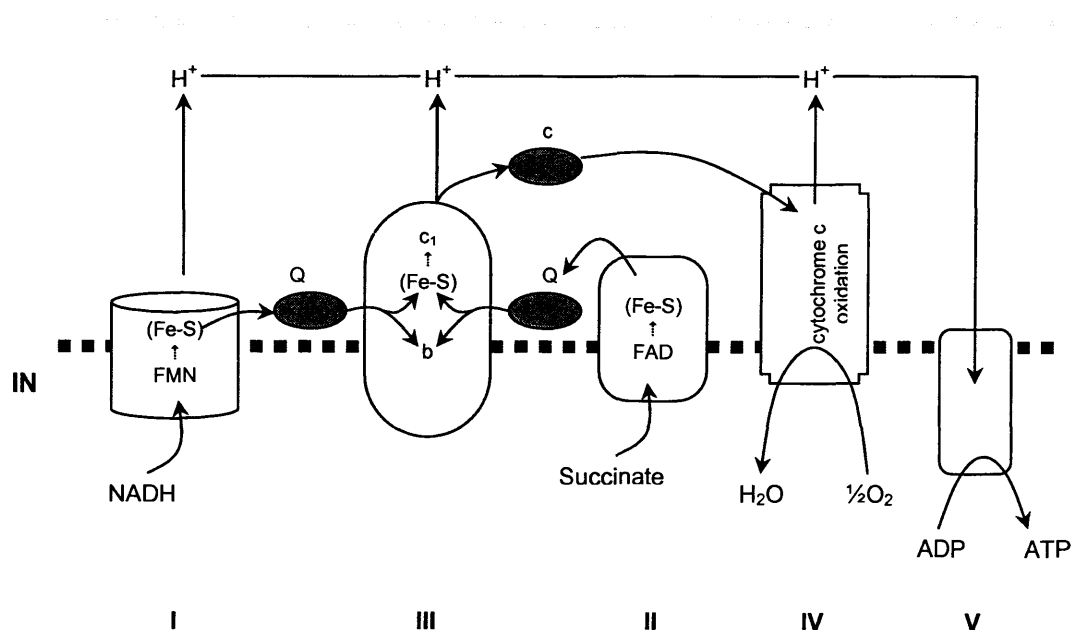 H⁺ H⁺ H⁺
c
c₁
Q (Fe-S) Q
cytochrome c
oxidation
(Fe-S) (Fe-S)
b
FMN FAD
IN
NADH Succinate H₂O ½O₂
ADP ATP
I III II IV V